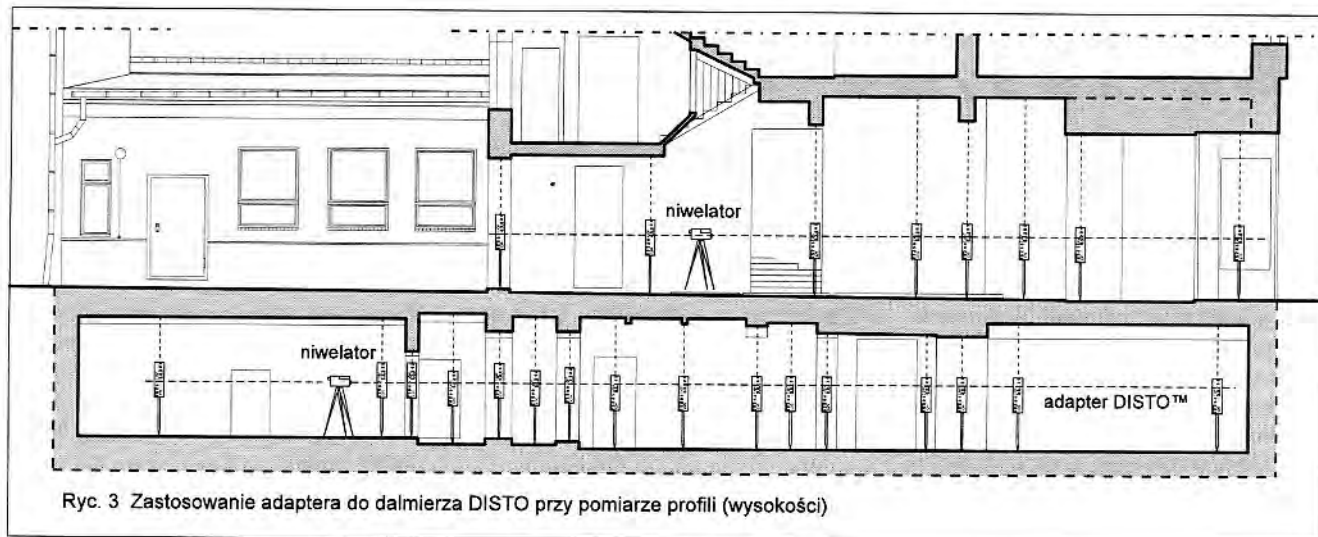 niwelator
niwelator
adapter DISTO™
Ryc. 3 Zastosowanie adaptera do dalmierza DISTO przy pomiarze profili (wysokości)